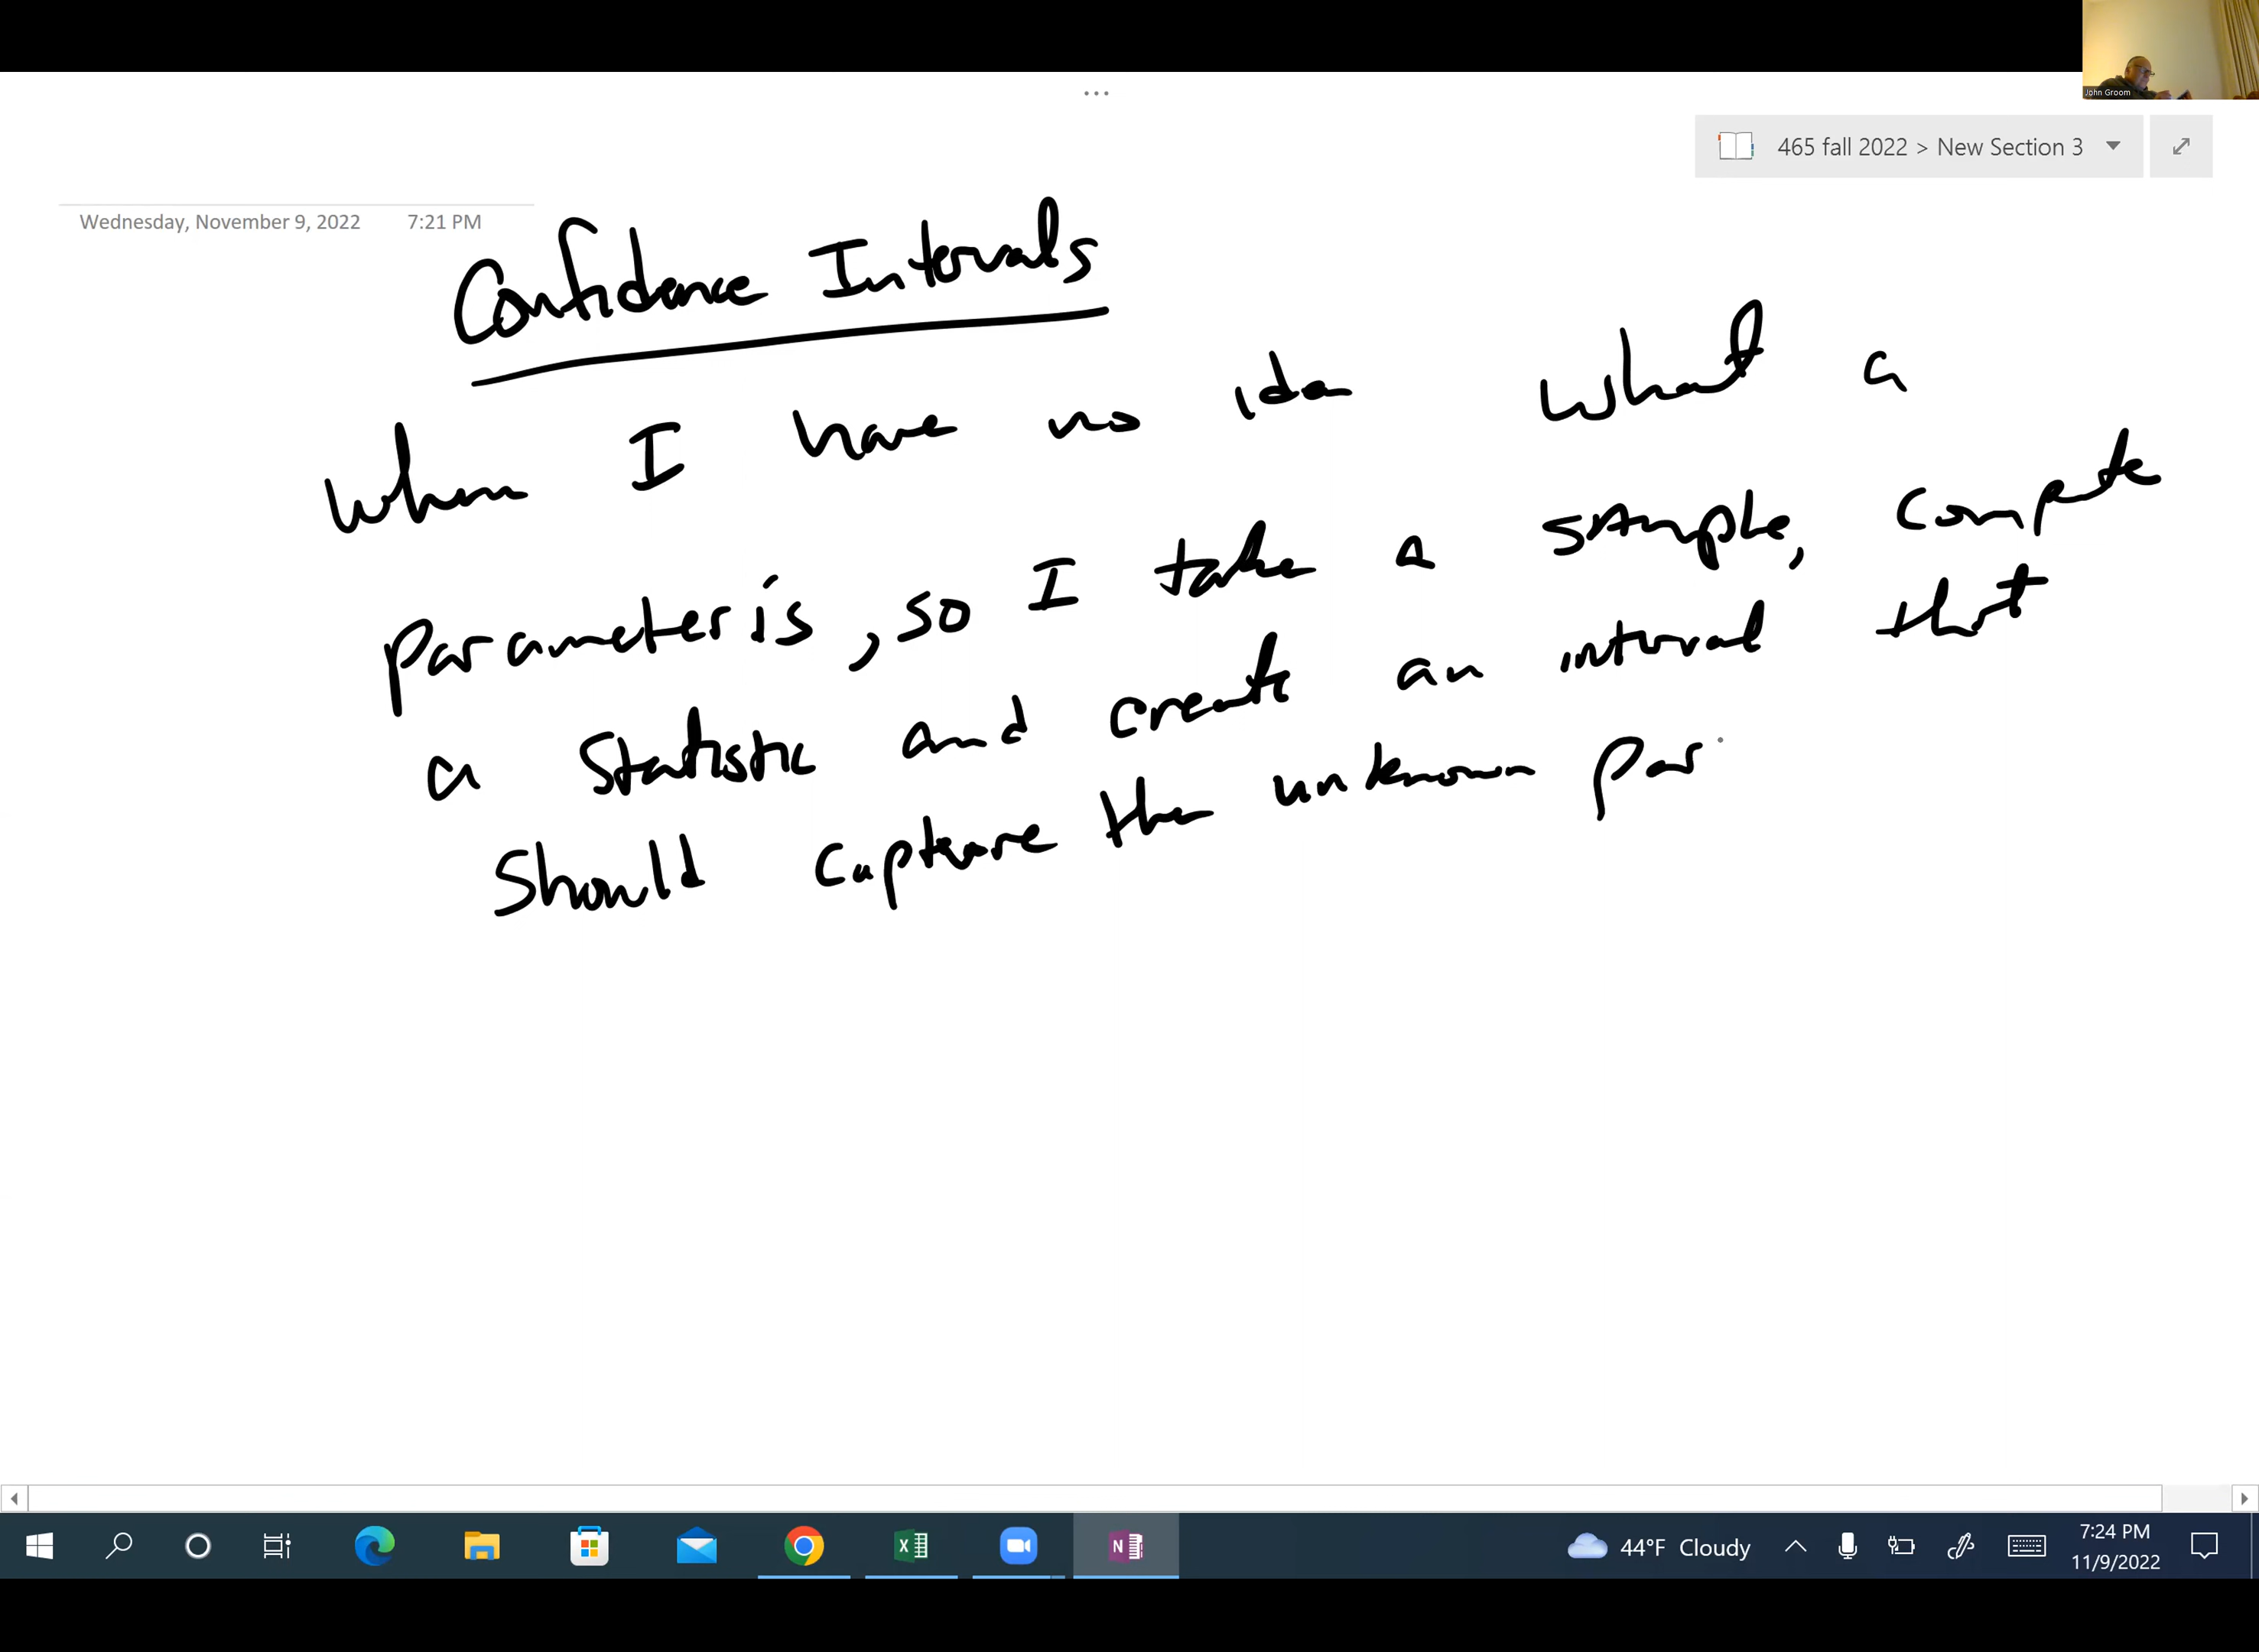 John Groom
465 fall 2022 > New Section 3
Wednesday, November 9, 2022 7:21 PM
Confidence Intervals
When I have no idea what a
parameter is, so I take a sample, compute
a statistic and create an interval that
should capture the unknown par
44°F Cloudy
7:24 PM
11/9/2022